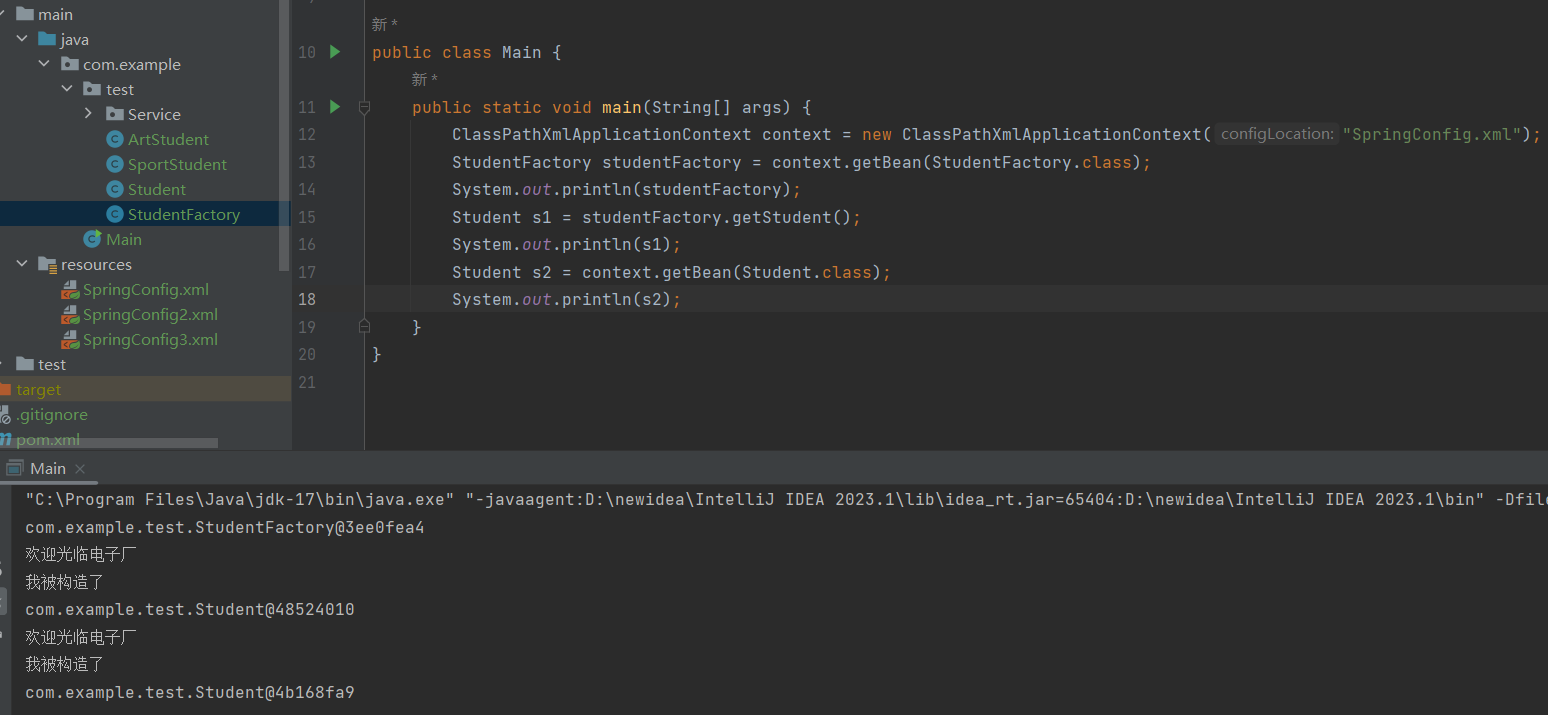 main
java
com.example
test
Service
ArtStudent
SportStudent
Student
StudentFactory
Main
resources
SpringConfig.xml
SpringConfig2.xml
SpringConfig3.xml
test
target
.gitignore
pom.xml
新 *
10 public class Main {
新 *
11 public static void main(String[] args) {
12 ClassPathXmlApplicationContext context = new ClassPathXmlApplicationContext( configLocation: "SpringConfig.xml");
13 StudentFactory studentFactory = context.getBean(StudentFactory.class);
14 System.out.println(studentFactory);
15 Student s1 = studentFactory.getStudent();
16 System.out.println(s1);
17 Student s2 = context.getBean(Student.class);
18 System.out.println(s2);
19 }
20 }
21
Main
"C:\Program Files\Java\jdk-17\bin\java.exe" "-javaagent:D:\newidea\IntelliJ IDEA 2023.1\lib\idea_rt.jar=65404:D:\newidea\IntelliJ IDEA 2023.1\bin" -Dfile
com.example.test.StudentFactory@3ee0fea4
欢迎光临电子厂
我被构造了
com.example.test.Student@48524010
欢迎光临电子厂
我被构造了
com.example.test.Student@4b168fa9